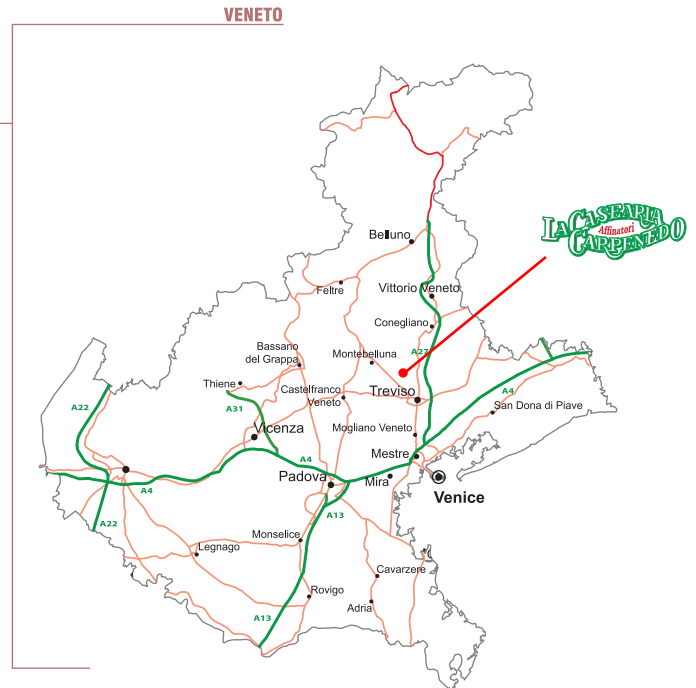 VENETO
LA CASEARIA
Affinatori
CARPENEDO
Belluno
Feltre
Vittorio Veneto
Conegliano
A27
Bassano
del Grappa
Montebelluna
Thiene
Castelfranco
Veneto
Treviso
A4
A22
A31
San Dona di Piave
Vicenza
Mogliano Veneto
A4
Mestre
Padova
Mira
A4
Venice
A22
A13
Monselice
Legnago
Cavarzere
Rovigo
Adria
A13